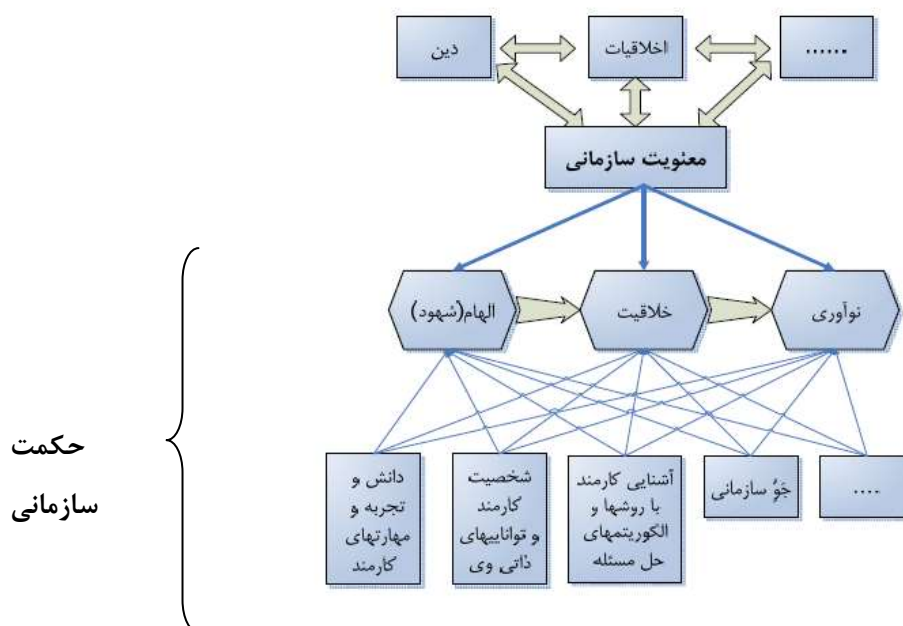 دین
اخلاقیات
......
معنویت سازمانی
الهام(شهود)
خلاقیت
نوآوری
حکمت
سازمانی
دانش و
تجربه و
مهارتهای
کارمند
شخصیت
کارمند
و تواناییهای
ذاتی وی
آشنایی کارمند
با روشها و
الگوریتمهای
حل مسئله
جَوّ سازمانی
....